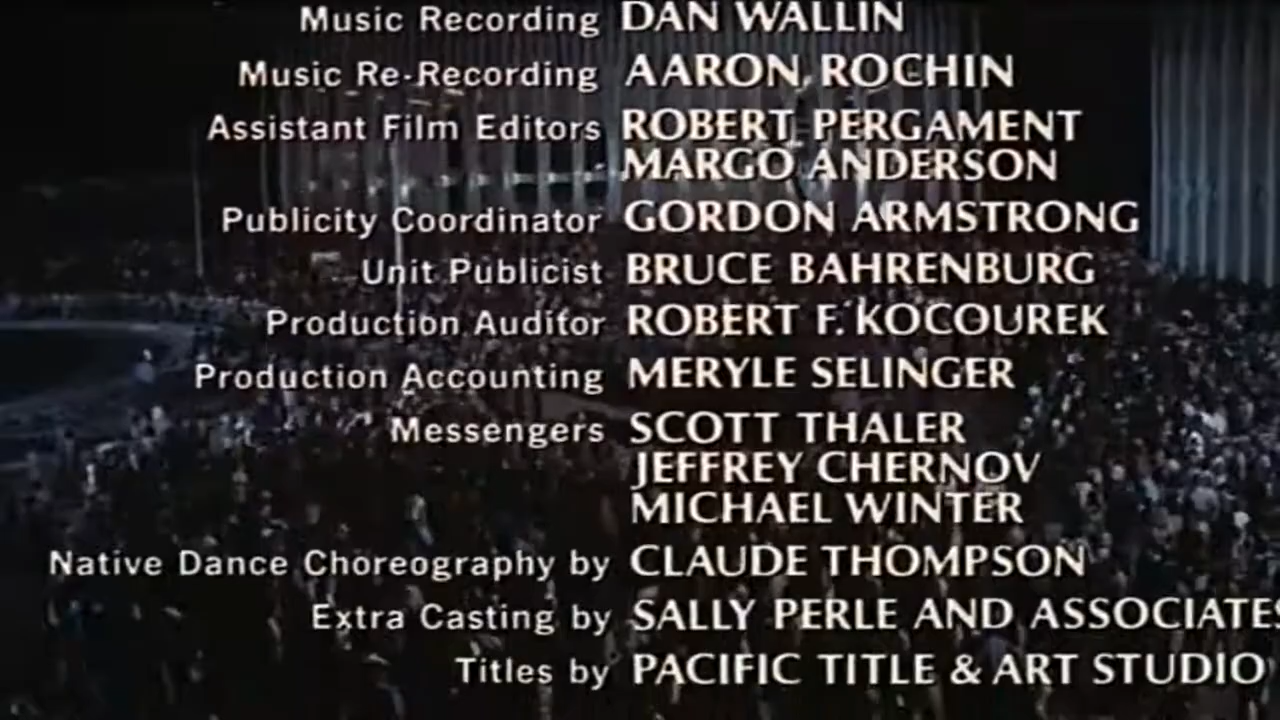 Music Recording DAN WALLIN
Music Re-Recording AARON ROCHIN
Assistant Film Editors ROBERT PERGAMENT
MARGO ANDERSON
Publicity Coordinator GORDON ARMSTRONG
Unit Publicist BRUCE BAHRENBURG
Production Auditor ROBERT F. KOCOUREK
Production Accounting MERYLE SELINGER
Messengers SCOTT THALER
JEFFREY CHERNOV
MICHAEL WINTER
Native Dance Choreography by CLAUDE THOMPSON
Extra Casting by SALLY PERLE AND ASSOCIATES
Titles by PACIFIC TITLE & ART STUDIO